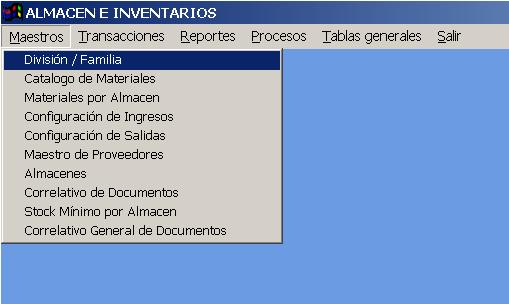 ALMACEN E INVENTARIOS
Maestros Transacciones Reportes Procesos Tablas generales Salir
División / Familia
Catalogo de Materiales
Materiales por Almacen
Configuración de Ingresos
Configuración de Salidas
Maestro de Proveedores
Almacenes
Correlativo de Documentos
Stock Mínimo por Almacen
Correlativo General de Documentos